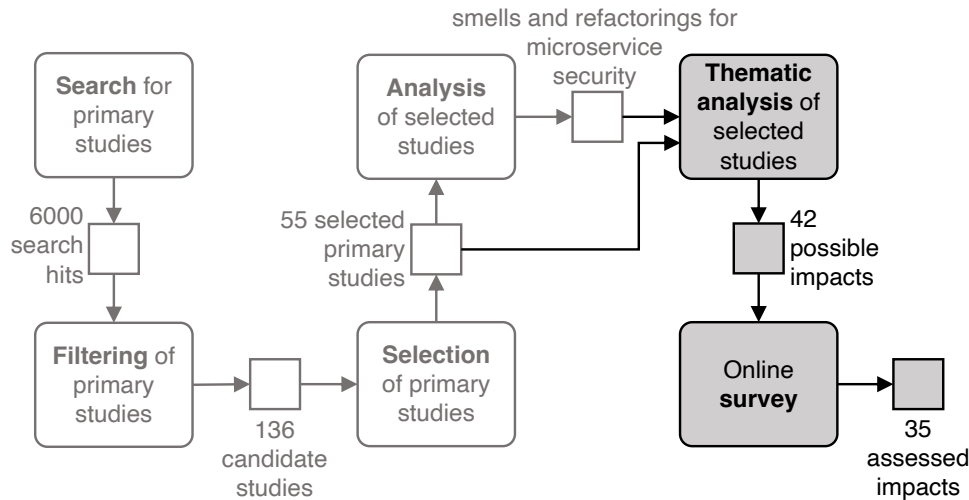 Search for
primary
studies
6000
search
hits
Filtering of
primary
studies
136
candidate
studies
Selection
of primary
studies
55 selected
primary
studies
Analysis
of selected
studies
smells and refactorings for
microservice
security
Thematic
analysis of
selected
studies
42
possible
impacts
Online
survey
35
assessed
impacts